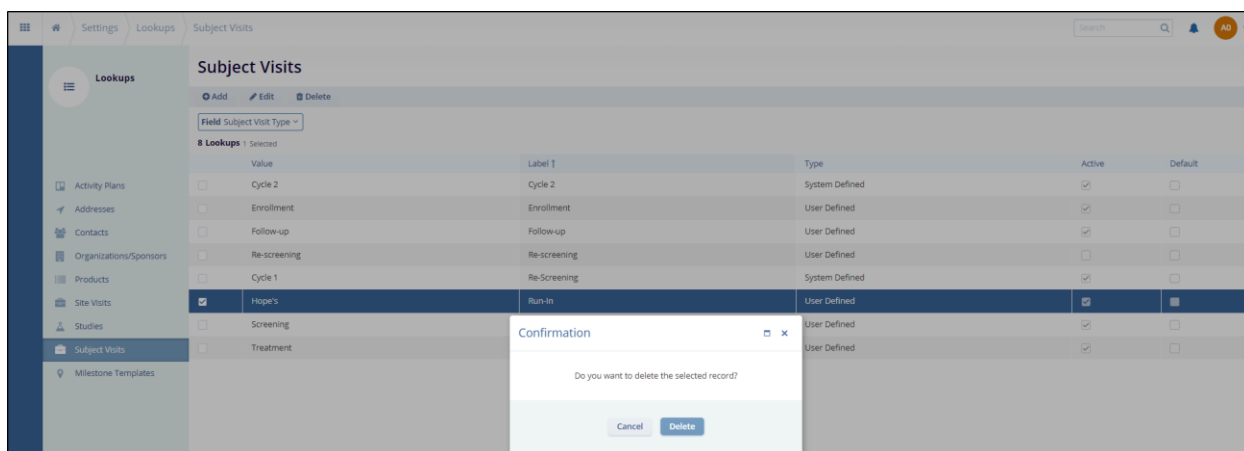 Settings Lookups Subject Visits Search AO
Lookups
Subject Visits
Add Edit Delete
Field Subject Visit Type
8 Lookups 1 Selected
Value Label Type Active Default
Activity Plans
Addresses
Contacts
Organizations/Sponsors
Products
Site Visits
Studies
Subject Visits
Milestone Templates
Cycle 2 Cycle 2 System Defined
Enrollment Enrollment User Defined
Follow-up Follow-up User Defined
Re-screening Re-screening User Defined
Cycle 1 Re-Screening System Defined
Hope's Run-In User Defined
Screening User Defined
Treatment User Defined
Confirmation
Do you want to delete the selected record?
Cancel Delete